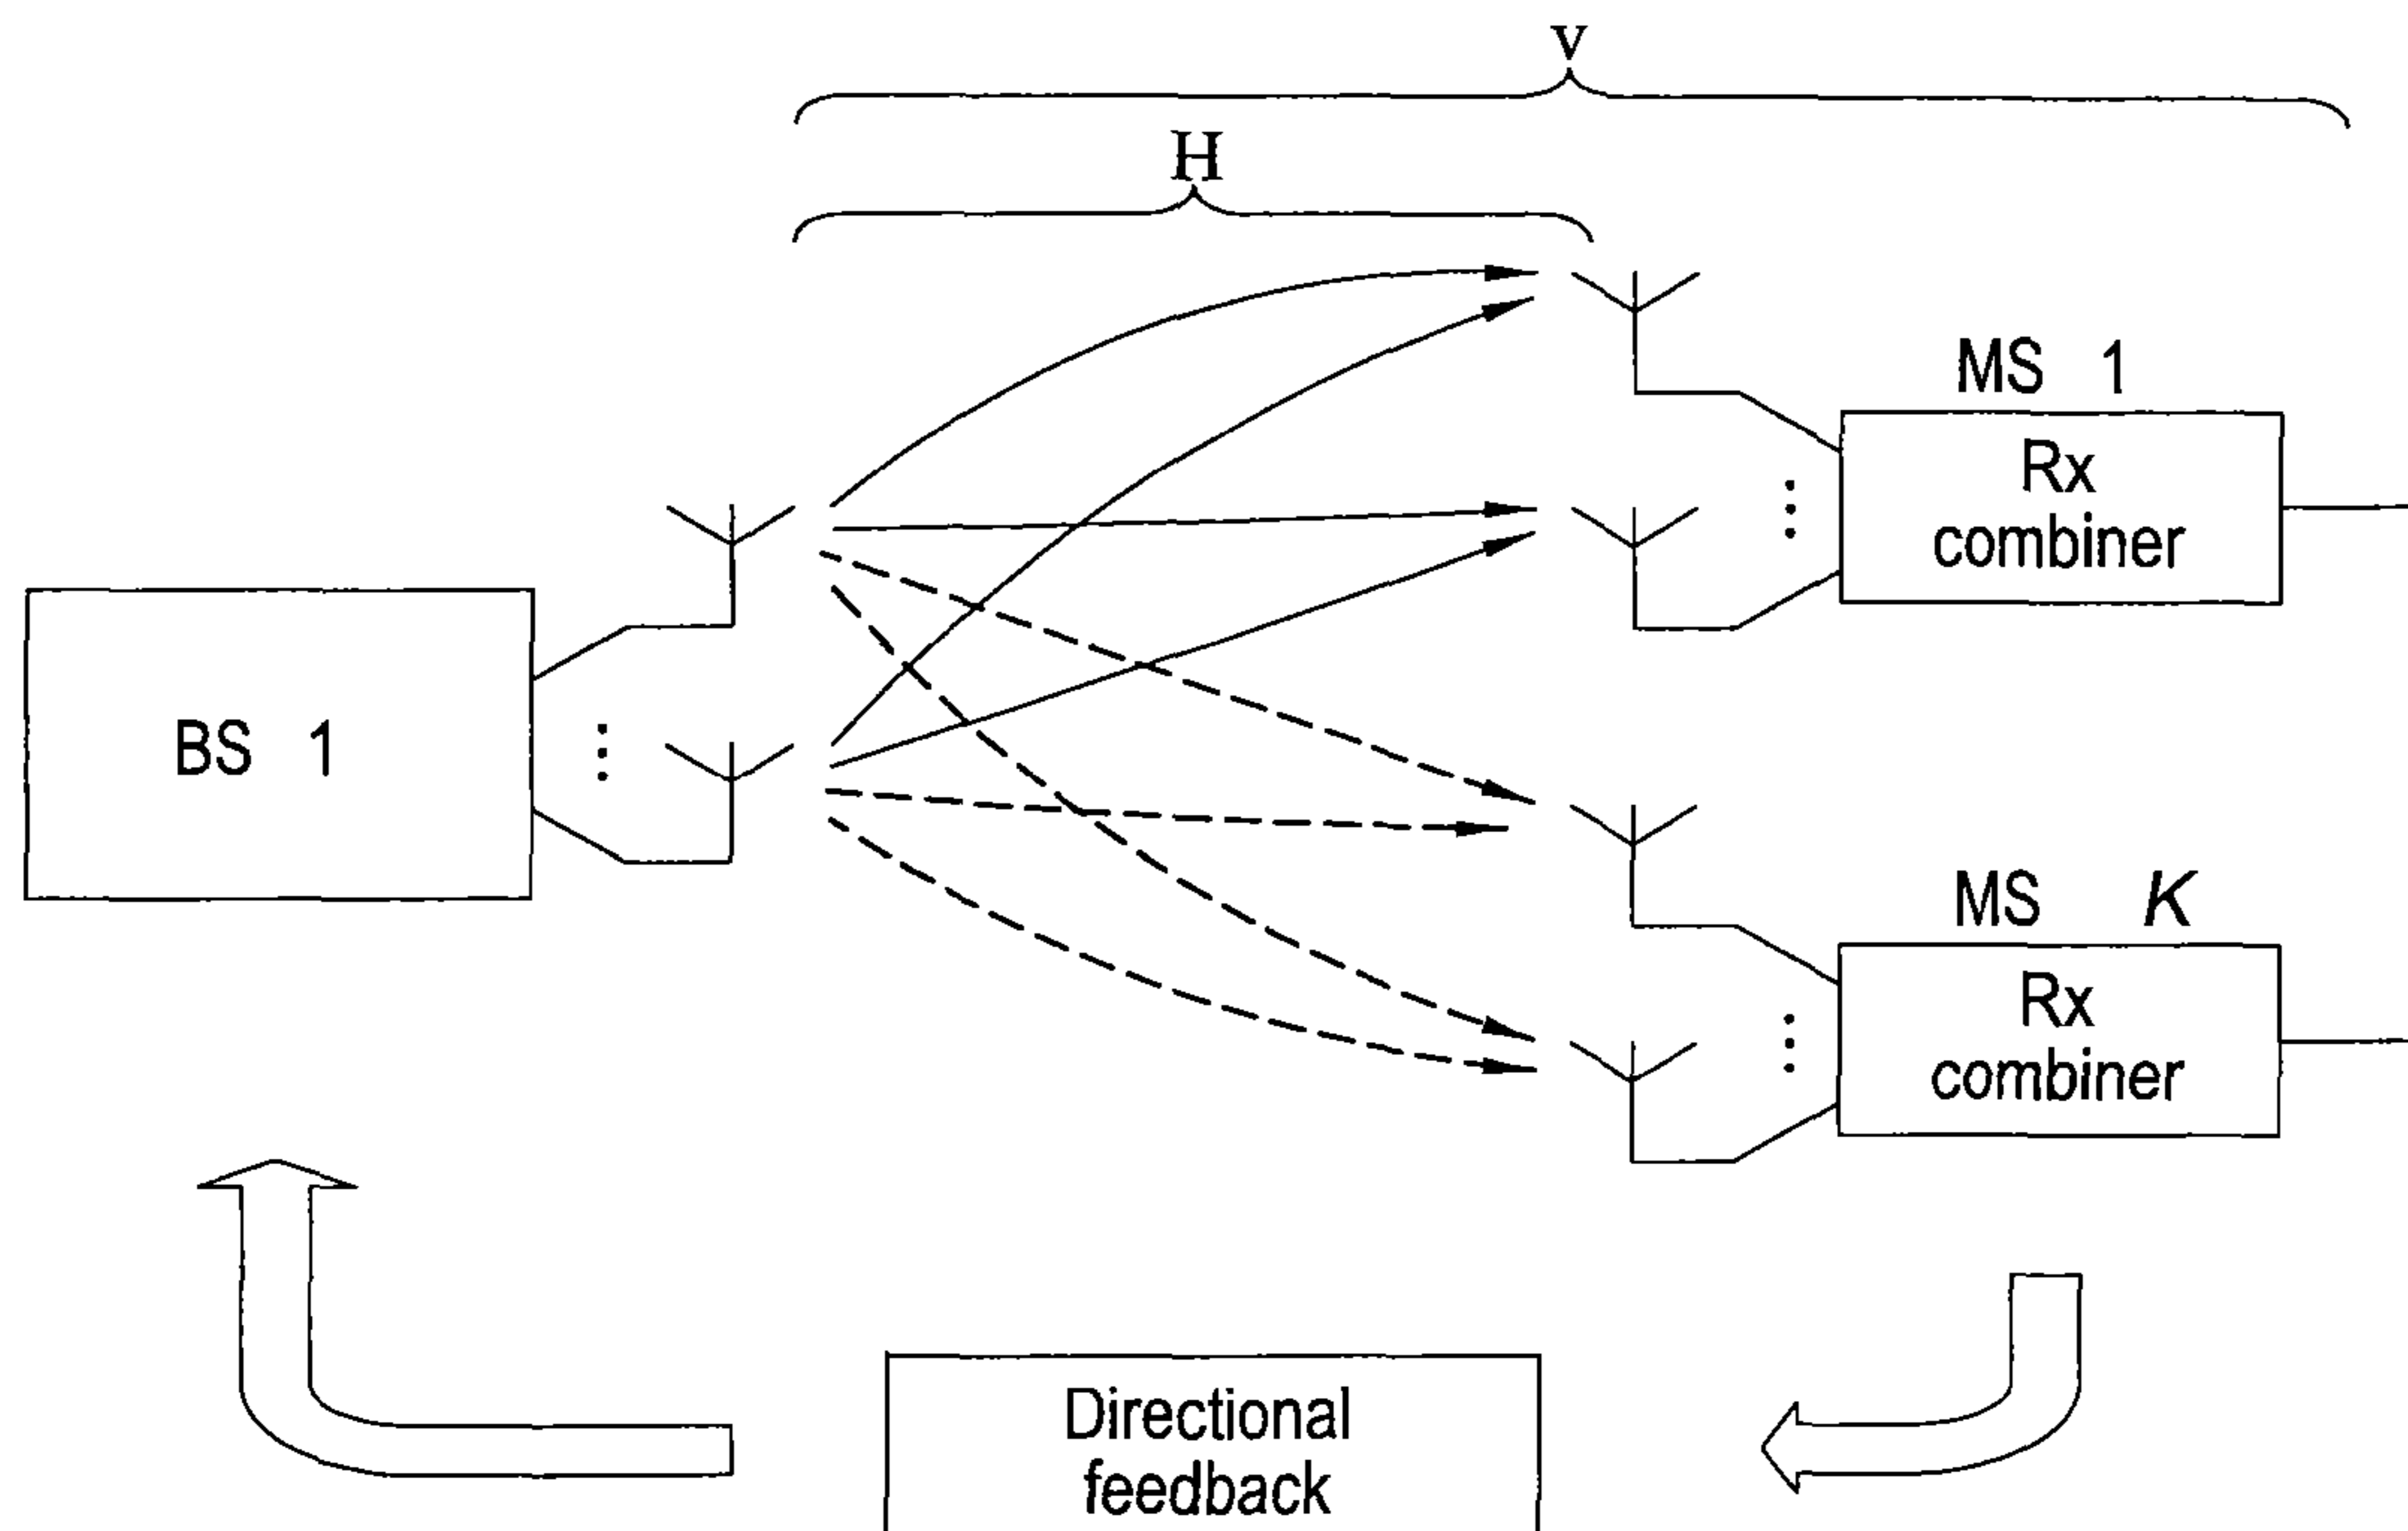 v
H
MS 1
Rx
combiner
BS 1
MS K
Rx
combiner
Directional
feedback